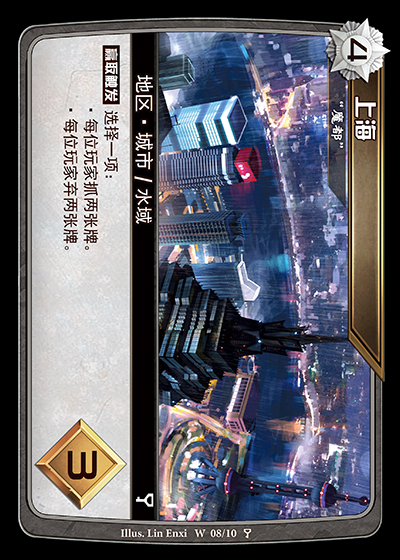 4
上海
“魔都”
地区·城市 / 水域
赢取触发 选择一项：
· 每位玩家抓两张牌。
· 每位玩家弃两张牌。
3
Illus. Lin Enxi W 08/10